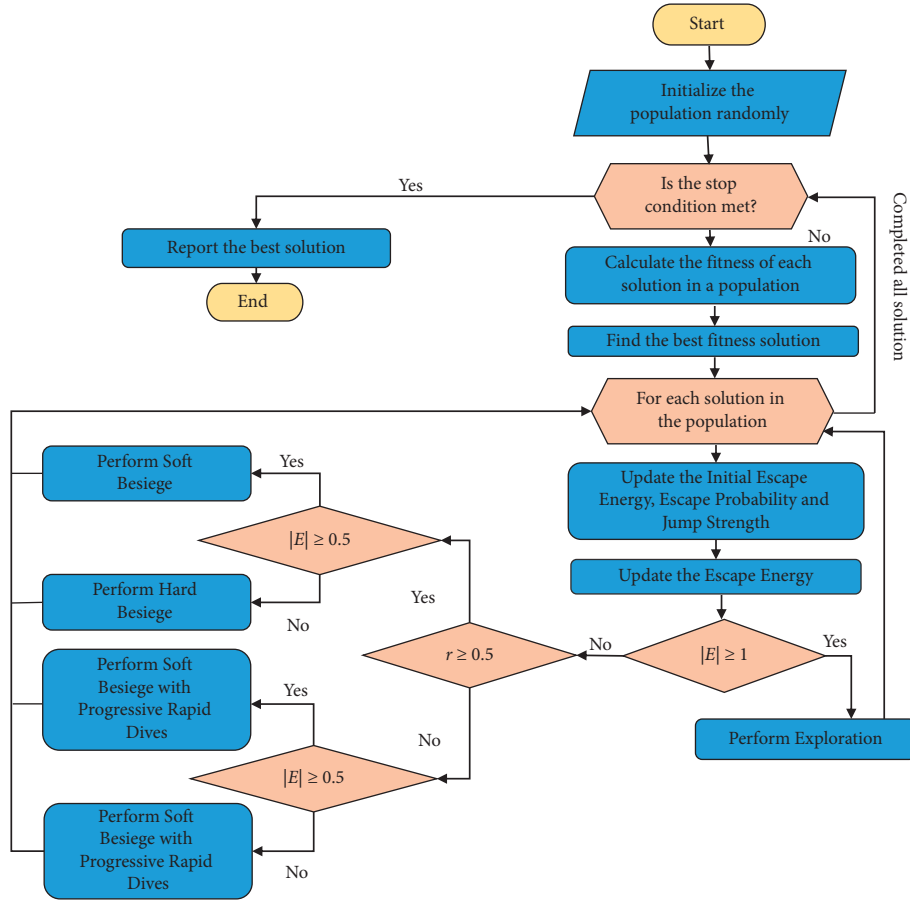 Start
Initialize the
population randomly
Is the stop
condition met?
Yes
No
Report the best solution
End
Calculate the fitness of each
solution in a population
Find the best fitness solution
Completed all solution
For each solution in
the population
Update the Initial Escape
Energy, Escape Probability and
Jump Strength
Update the Escape Energy
|E| ≥ 1
Yes
No
Perform Exploration
r ≥ 0.5
Yes
No
|E| ≥ 0.5
Yes
No
Perform Soft
Besiege
Perform Hard
Besiege
|E| ≥ 0.5
Yes
No
Perform Soft
Besiege with
Progressive Rapid
Dives
Perform Soft
Besiege with
Progressive Rapid
Dives